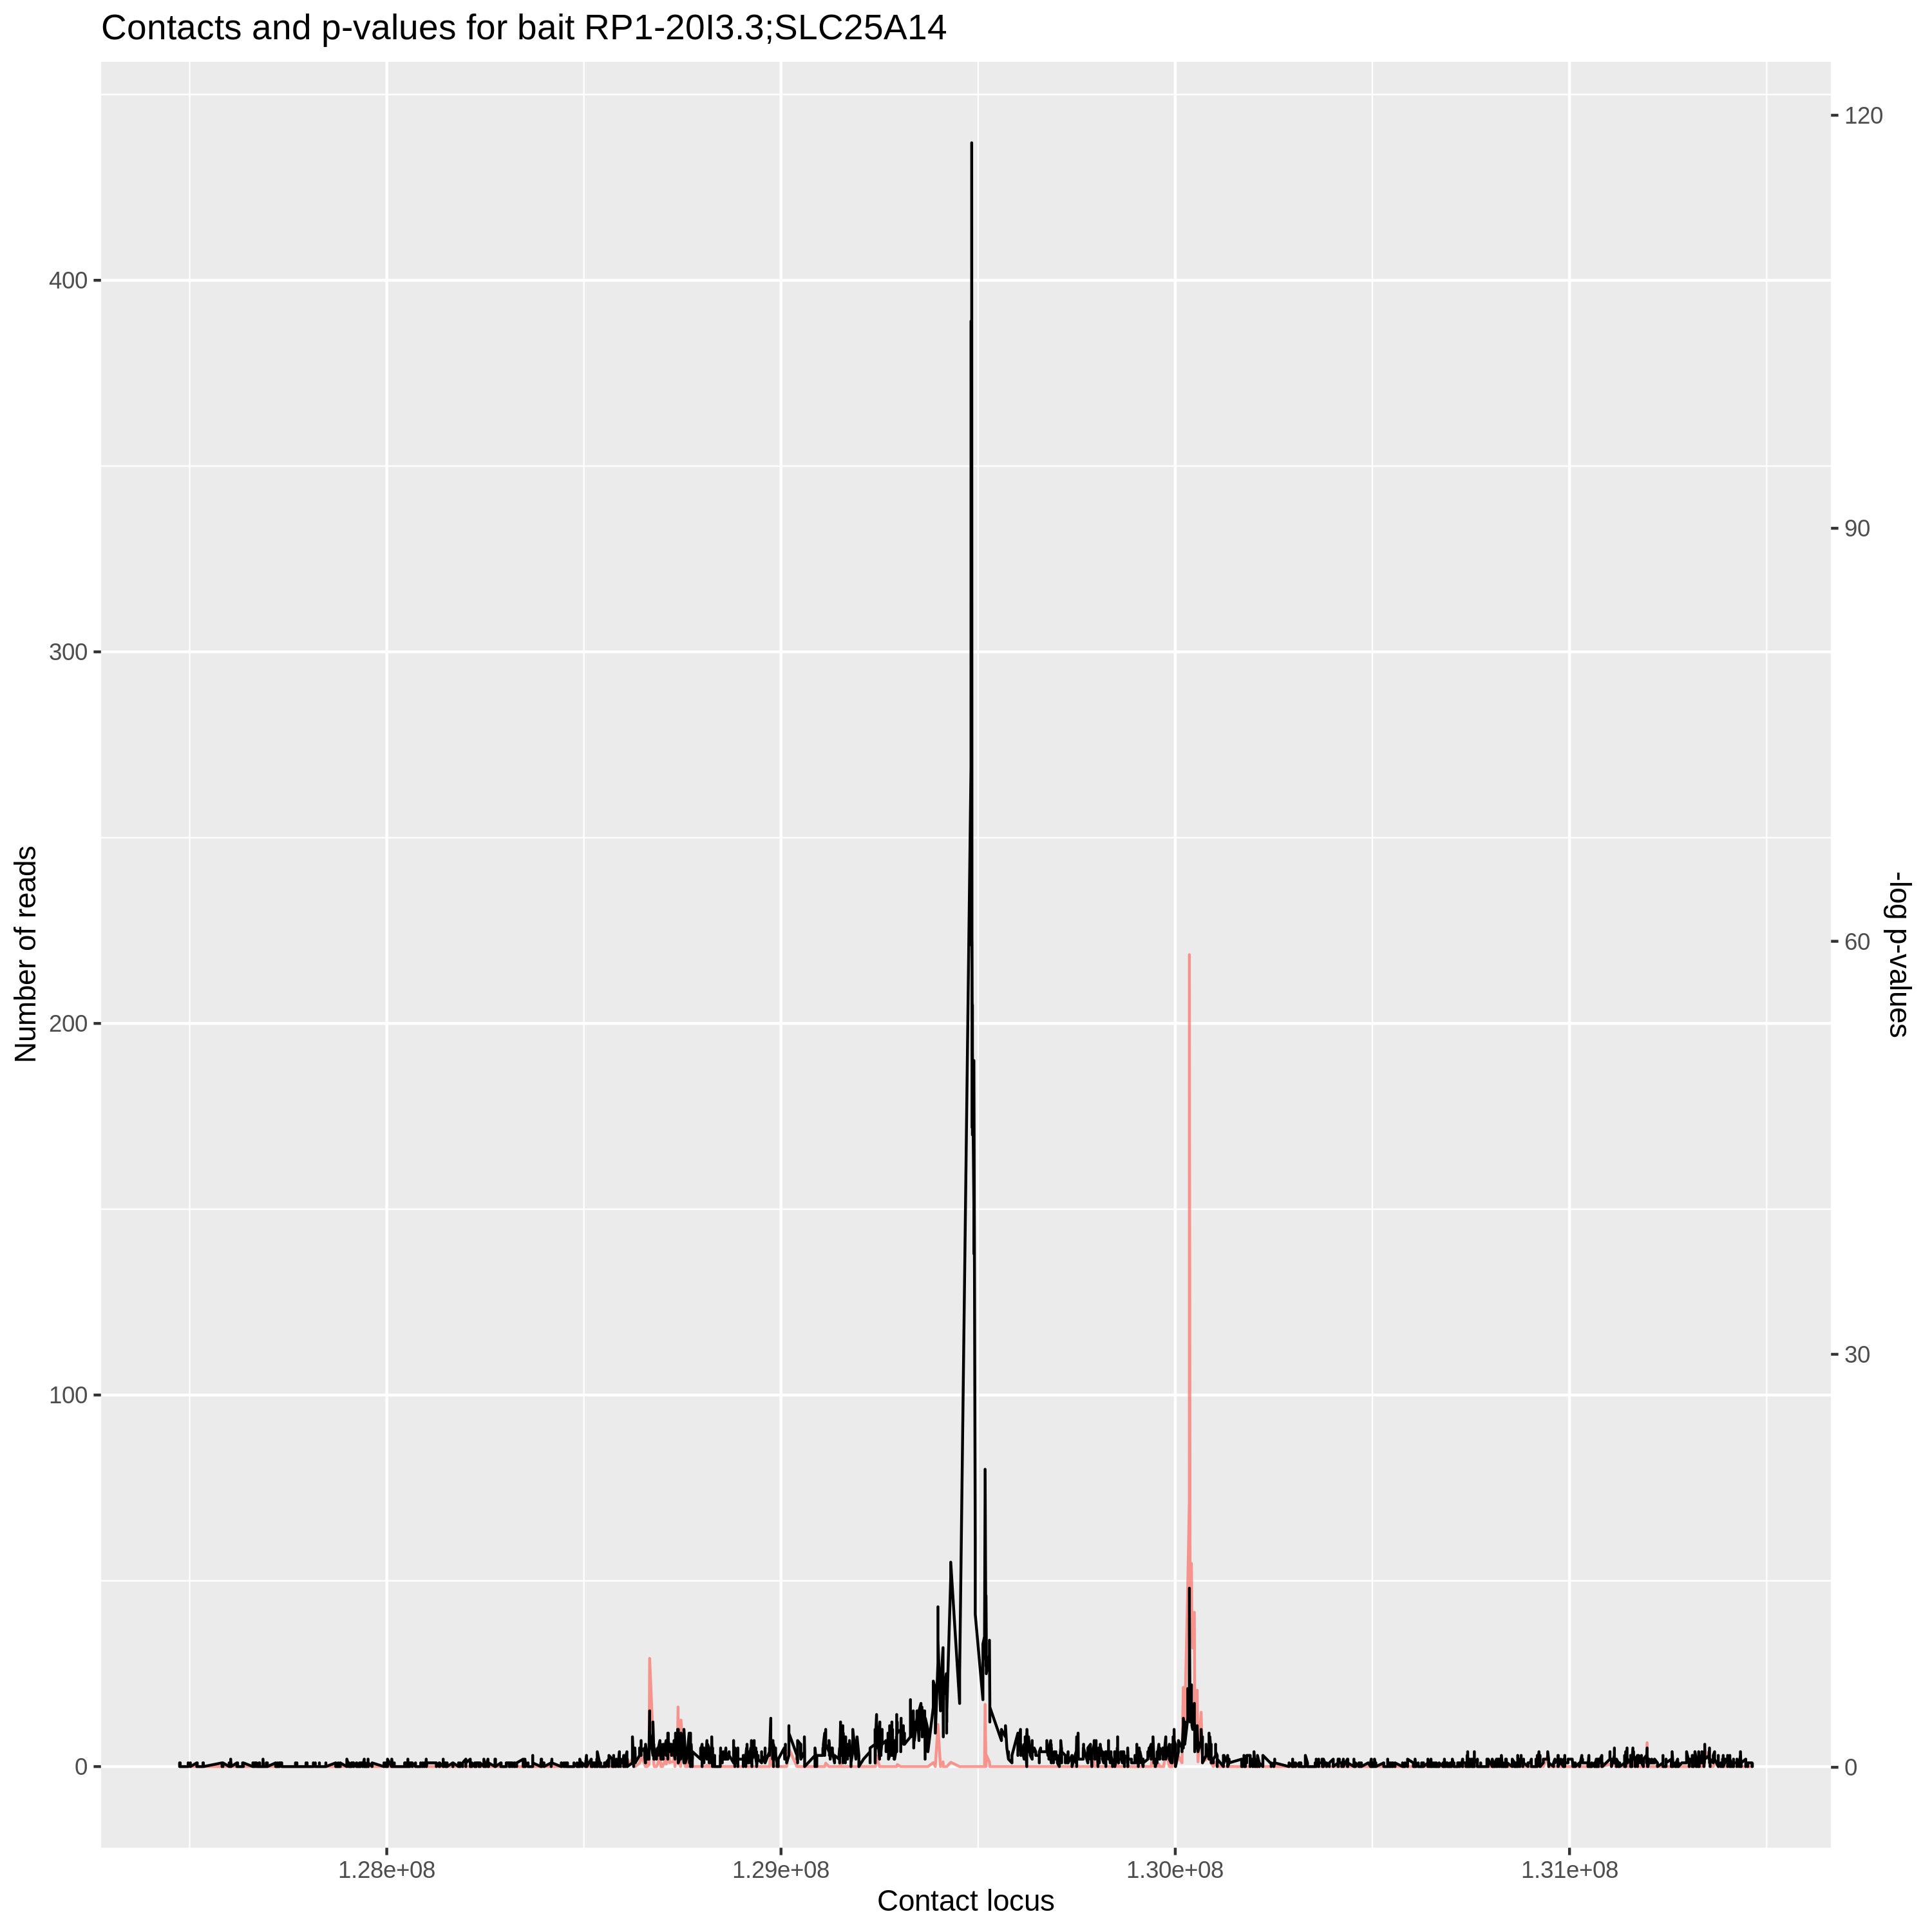 Contacts and p-values for bait RP1-20I3.3;SLC25A14
Number of reads
400
300
200
100
0
120
90
60
30
0
-log p-values
1.28e+08
1.29e+08
1.30e+08
1.31e+08
Contact locus